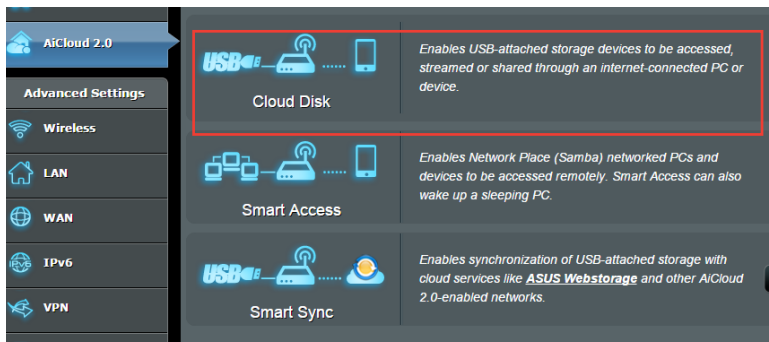 AiCloud 2.0
Advanced Settings
Wireless
LAN
WAN
IPv6
VPN
USB
Cloud Disk
Enables USB-attached storage devices to be accessed,
streamed or shared through an internet-connected PC or
device.
Smart Access
Enables Network Place (Samba) networked PCs and
devices to be accessed remotely. Smart Access can also
wake up a sleeping PC.
USB
Smart Sync
Enables synchronization of USB-attached storage with
cloud services like ASUS Webstorage and other AiCloud
2.0-enabled networks.